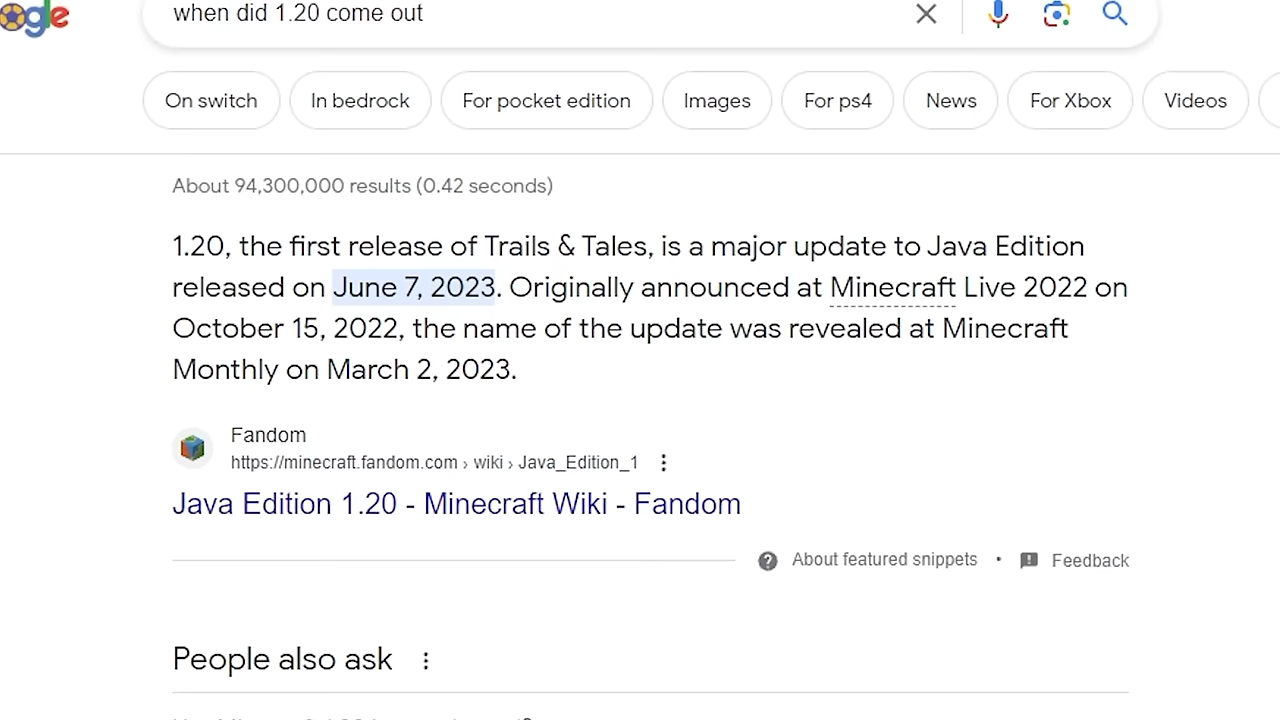 ogle
when did 1.20 come out
On switch
In bedrock
For pocket edition
Images
For ps4
News
For Xbox
Videos
About 94,300,000 results (0.42 seconds)
1.20, the first release of Trails & Tales, is a major update to Java Edition
released on June 7, 2023. Originally announced at Minecraft Live 2022 on
October 15, 2022, the name of the update was revealed at Minecraft
Monthly on March 2, 2023.
Fandom
https://minecraft.fandom.com › wiki › Java_Edition_1
Java Edition 1.20 - Minecraft Wiki - Fandom
About featured snippets • Feedback
People also ask